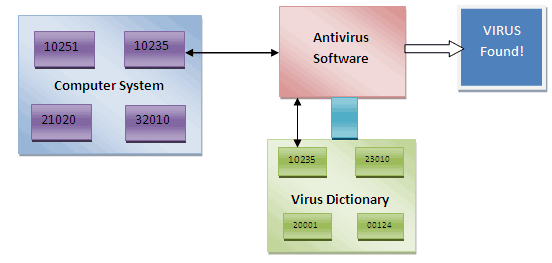 10251
10235
Computer System
21020
32010
Antivirus
Software
VIRUS
Found!
10235
23010
Virus Dictionary
20001
00124